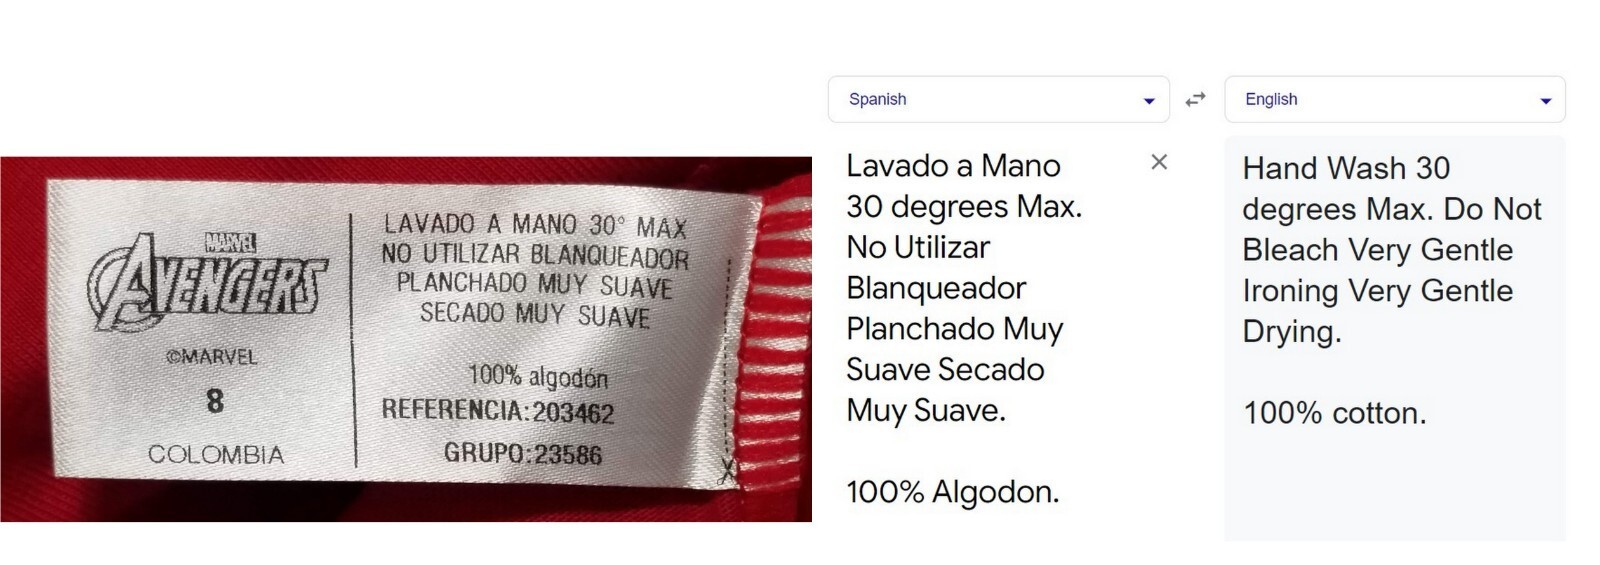 MARVEL
AVENGERS
©MARVEL
8
COLOMBIA
LAVADO A MANO 30° MAX
NO UTILIZAR BLANQUEADOR
PLANCHADO MUY SUAVE
SECADO MUY SUAVE
100% algodón
REFERENCIA:203462
GRUPO:23586
Spanish
Lavado a Mano
30 degrees Max.
No Utilizar
Blanqueador
Planchado Muy
Suave Secado
Muy Suave.
100% Algodon.
English
Hand Wash 30
degrees Max. Do Not
Bleach Very Gentle
Ironing Very Gentle
Drying.
100% cotton.